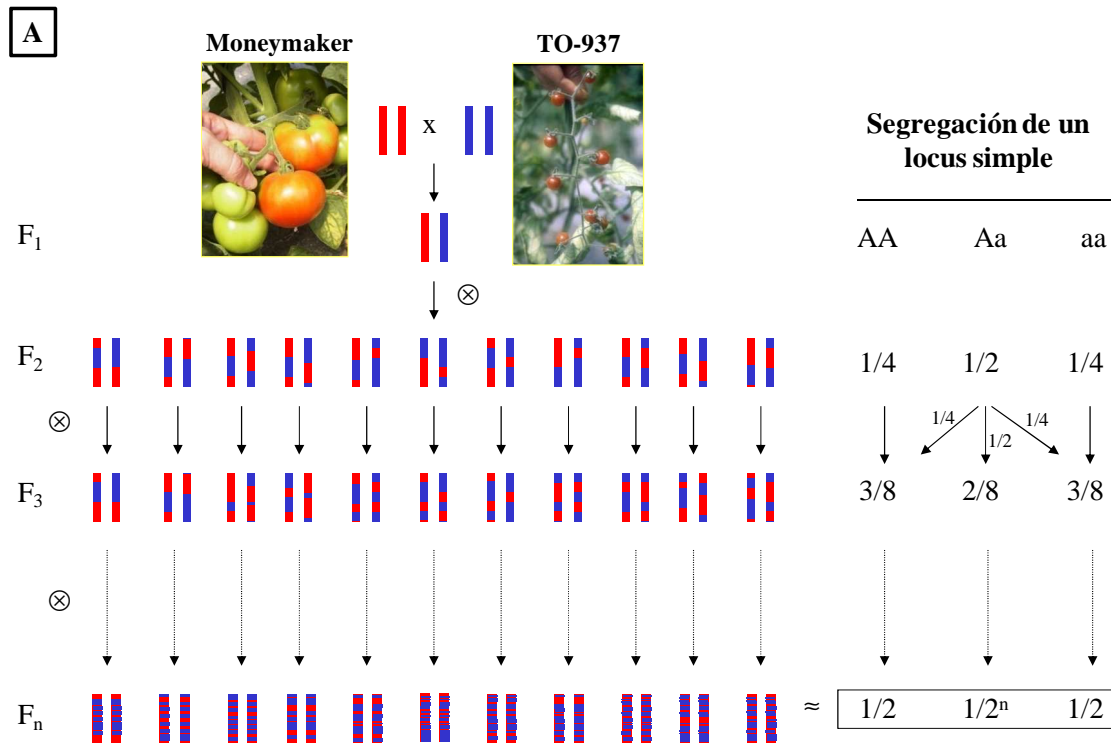 A
Moneymaker
TO-937
x
Segregación de un
locus simple
F1
AA Aa aa
⊗
F2
1/4 1/2 1/4
⊗
1/4 1/2 1/4
F3
3/8 2/8 3/8
⊗
Fn
≈ 1/2 1/2ⁿ 1/2